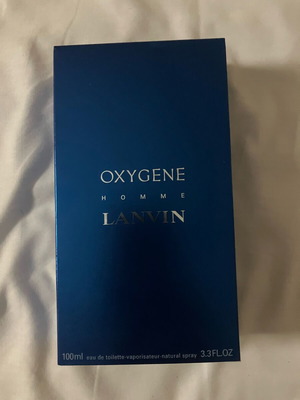 OXYGENE
HOMME
LANVIN
100ml eau de toilette-vaporisateur-natural spray 3.3FL.OZ